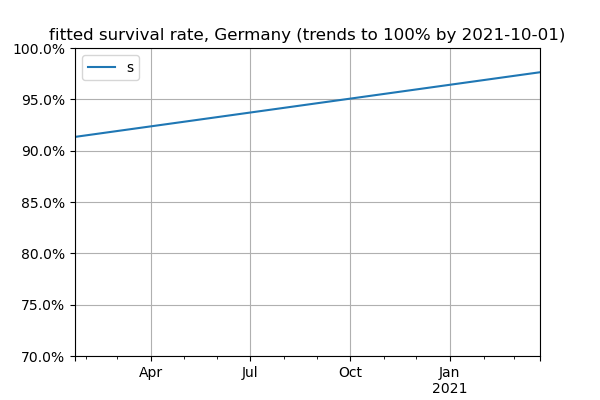 fitted survival rate, Germany (trends to 100% by 2021-10-01)
100.0%
s
95.0%
90.0%
85.0%
80.0%
75.0%
70.0%
Apr Jul Oct Jan
2021